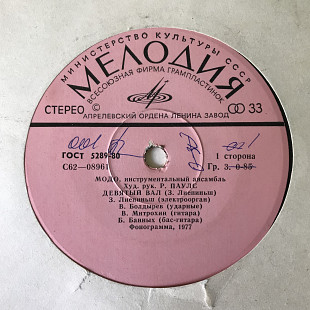 МИНИСТЕРСТВО КУЛЬТУРЫ СССР
МЕЛОДИЯ
ВСЕСОЮЗНАЯ ФИРМА ГРАМПЛАСТИНОК
АПРЕЛЕВСКИЙ ОРДЕНА ЛЕНИНА ЗАВОД
СТЕРЕО
33
ГОСТ 5289-80
1 сторона
С62-08961
Гр. 3. 0-85
МОДО, инструментальный ансамбль
Худ. рук. Р. ПАУЛС
ДЕВЯТЫЙ ВАЛ (З. Лиепиньш)
З. Лиепиньш (электроорган)
В. Болдырев (ударные)
В. Митрохин (гитара)
Б. Банных (бас-гитара)
Фонограмма, 1977